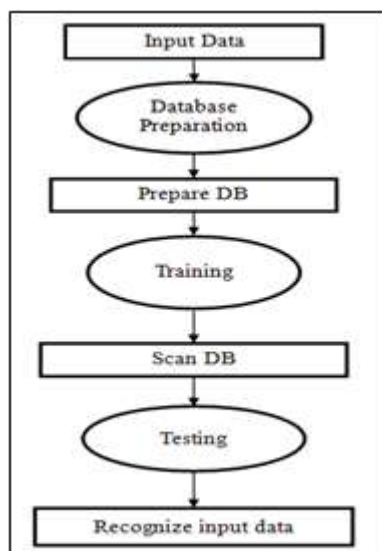 Input Data
Database
Preparation
Prepare DB
Training
Scan DB
Testing
Recognize input data